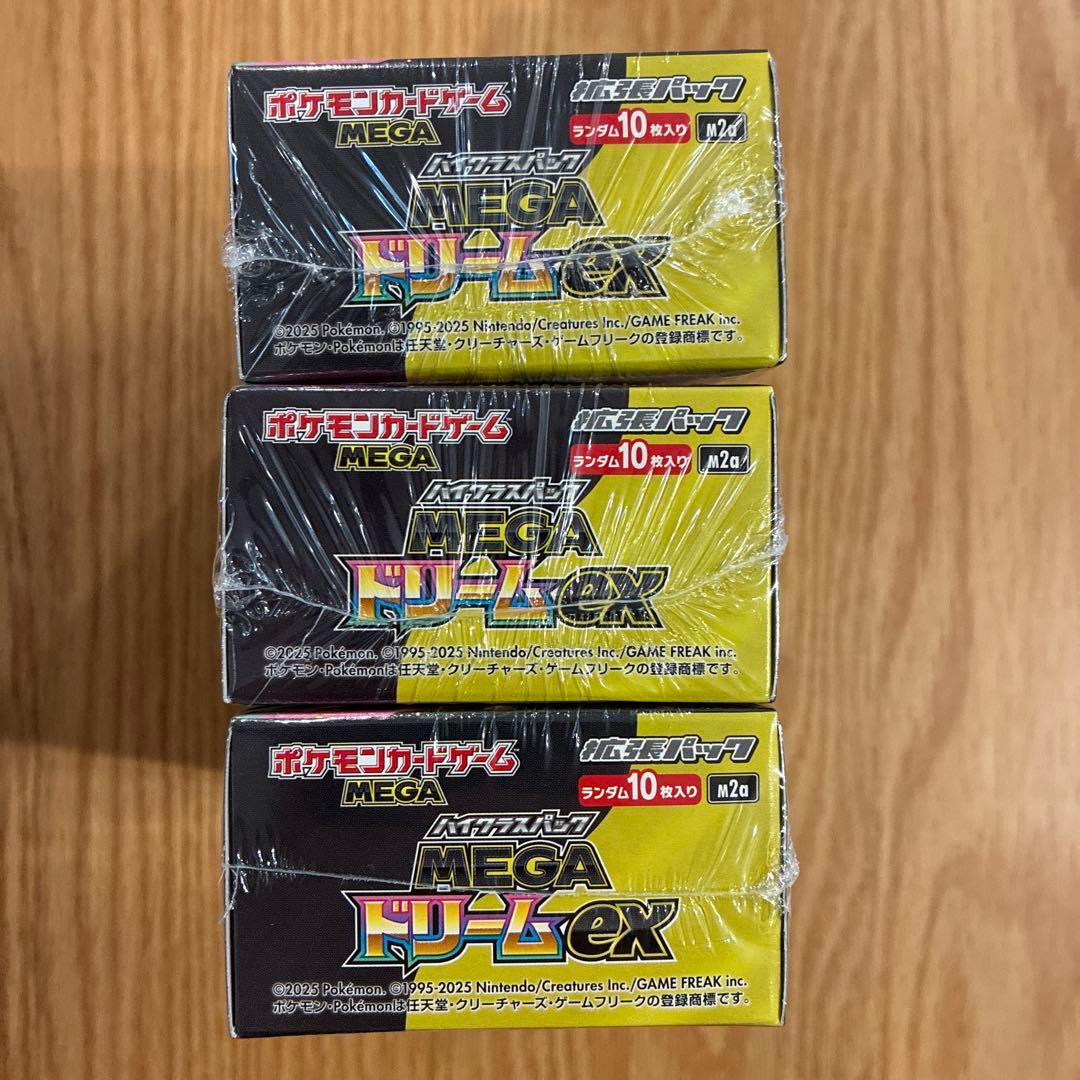 ポケモンカードゲーム
MEGA
拡張パック
ランダム10枚入り M2a
ハイクラスパック
MEGA
ドリームex
©2025 Pokémon. ©1995-2025 Nintendo/Creatures Inc./GAME FREAK inc.
ポケモン・Pokémonは任天堂・クリーチャーズ・ゲームフリークの登録商標です。
ポケモンカードゲーム
MEGA
拡張パック
ランダム10枚入り M2a
ハイクラスパック
MEGA
ドリームex
©2025 Pokémon. ©1995-2025 Nintendo/Creatures Inc./GAME FREAK inc.
ポケモン・Pokémonは任天堂・クリーチャーズ・ゲームフリークの登録商標です。
ポケモンカードゲーム
MEGA
拡張パック
ランダム10枚入り M2a
ハイクラスパック
MEGA
ドリームex
©2025 Pokémon. ©1995-2025 Nintendo/Creatures Inc./GAME FREAK inc.
ポケモン・Pokémonは任天堂・クリーチャーズ・ゲームフリークの登録商標です。